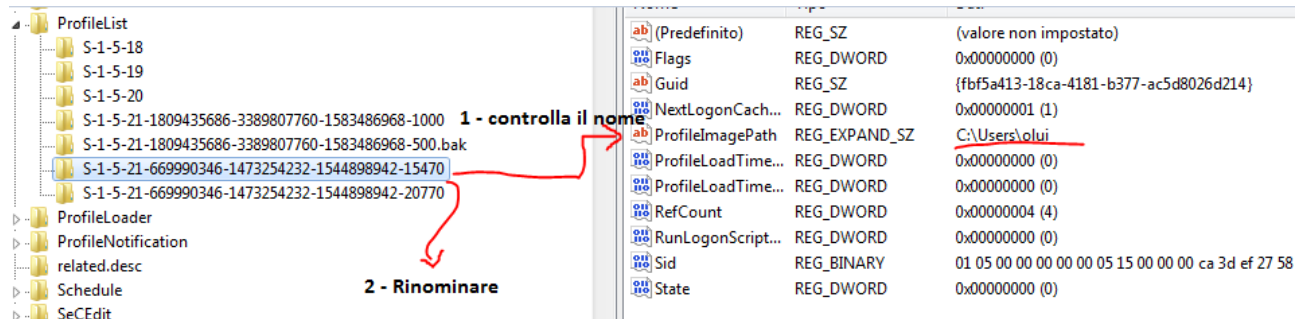 ProfileList
S-1-5-18
S-1-5-19
S-1-5-20
S-1-5-21-1809435686-3389807760-1583486968-1000
S-1-5-21-1809435686-3389807760-1583486968-500.bak
S-1-5-21-669990346-1473254232-1544898942-15470
S-1-5-21-669990346-1473254232-1544898942-20770
ProfileLoader
ProfileNotification
related.desc
Schedule
SeCEdit
1 - controlla il nome
2 - Rinominare
(Predefinito) REG_SZ (valore non impostato)
Flags REG_DWORD 0x00000000 (0)
Guid REG_SZ {fbf5a413-18ca-4181-b377-ac5d8026d214}
NextLogonCach... REG_DWORD 0x00000001 (1)
ProfileImagePath REG_EXPAND_SZ C:\Users\olui
ProfileLoadTime... REG_DWORD 0x00000000 (0)
ProfileLoadTime... REG_DWORD 0x00000000 (0)
RefCount REG_DWORD 0x00000004 (4)
RunLogonScript... REG_DWORD 0x00000000 (0)
Sid REG_BINARY 01 05 00 00 00 00 00 05 15 00 00 00 ca 3d ef 27 58
State REG_DWORD 0x00000000 (0)